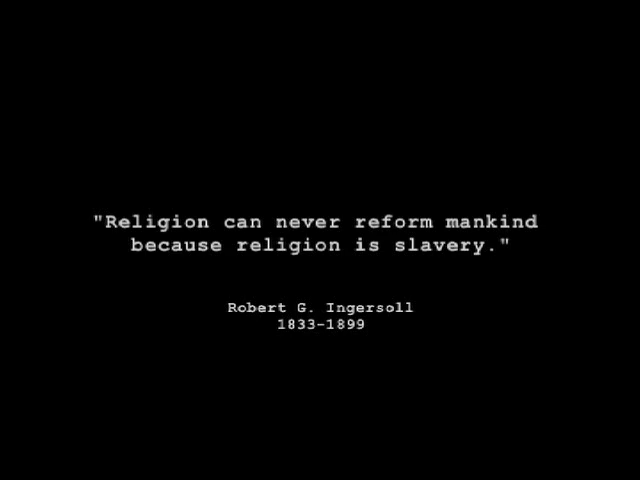 "Religion can never reform mankind
because religion is slavery."
Robert G. Ingersoll
1833-1899